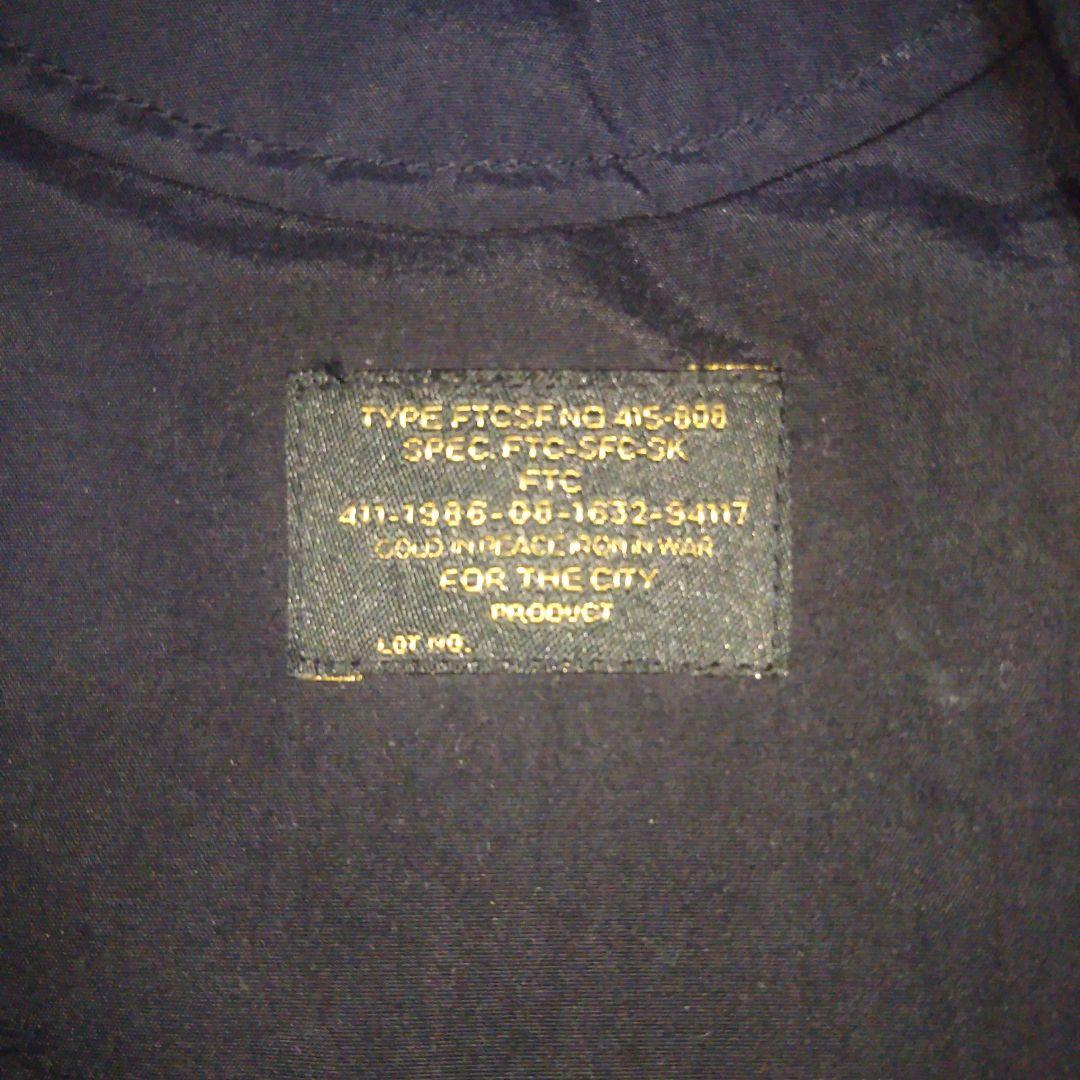 TYPE FTCSF NO. 415-808
SPEC. FTC-SFC-SK
FTC
411-1986-08-1632-94117
GOLD IN PEACE IRON IN WAR
FOR THE CITY
PRODUCT
LOT NO.